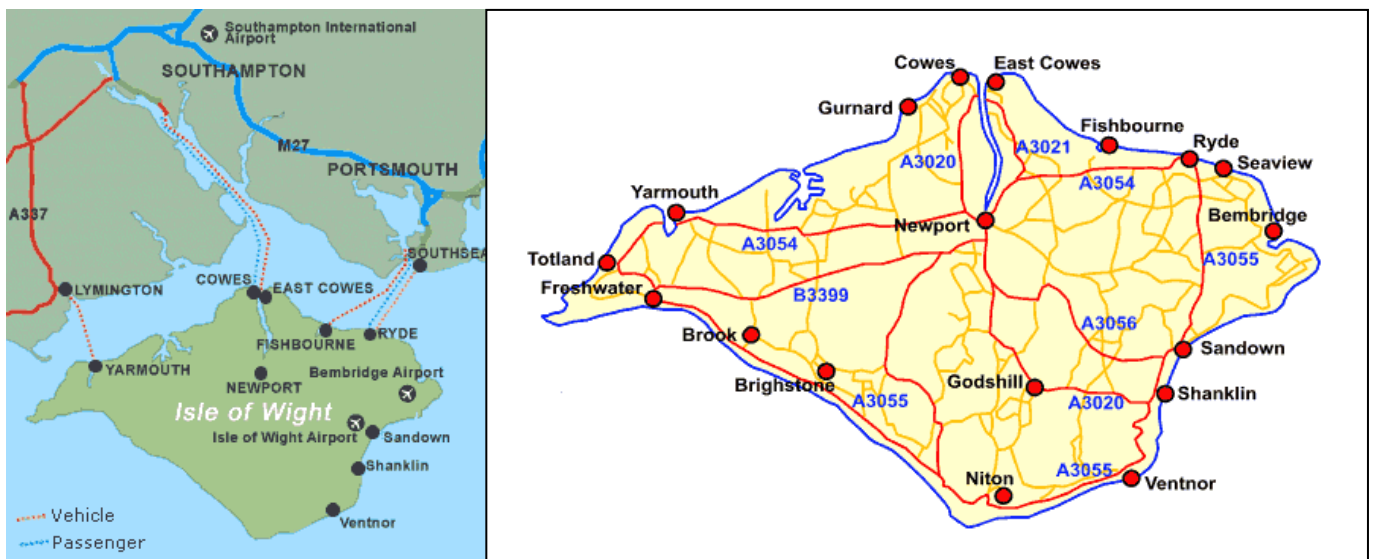 Southampton International
Airport
SOUTHAMPTON
M27
PORTSMOUTH
A337
SOUTHSEA
LYMINGTON
COWES
EAST COWES
FISHBOURNE
RYDE
YARMOUTH
NEWPORT
Bembridge Airport
Isle of Wight
Isle of Wight Airport
Sandown
Shanklin
Ventnor
Vehicle
Passenger
Cowes
East Cowes
Gurnard
Fishbourne
Ryde
A3020
A3021
Seaview
A3054
Yarmouth
Newport
Bembridge
A3054
Totland
A3055
Freshwater
B3399
Brook
A3056
Sandown
Brighstone
Godshill
A3055
A3020
Shanklin
A3055
Niton
Ventnor